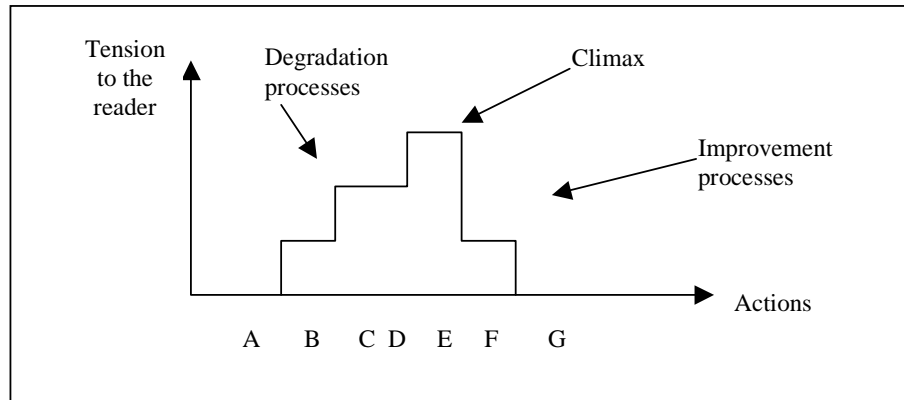 Tension
to the
reader
Degradation
processes
Climax
Improvement
processes
Actions
A B C D E F G